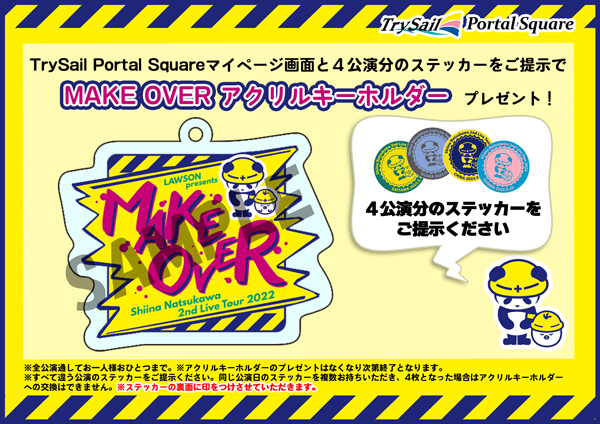 TrySail Portal Square
TrySail Portal Squareマイページ画面と４公演分のステッカーをご提示で
MAKE OVER アクリルキーホルダー プレゼント！
LAWSON
presents
MAKE
OVER
Shiina Natsukawa
2nd Live Tour 2022
SAMPLE
４公演分のステッカーを
ご提示ください
※全公演通してお一人様おひとつまで。※アクリルキーホルダーのプレゼントはなくなり次第終了となります。
※すべて違う公演のステッカーをご提示ください。同じ公演日のステッカーを複数お持ちいただき、4枚となった場合はアクリルキーホルダー
への交換はできません。※ステッカーの裏面に印をつけさせていただきます。